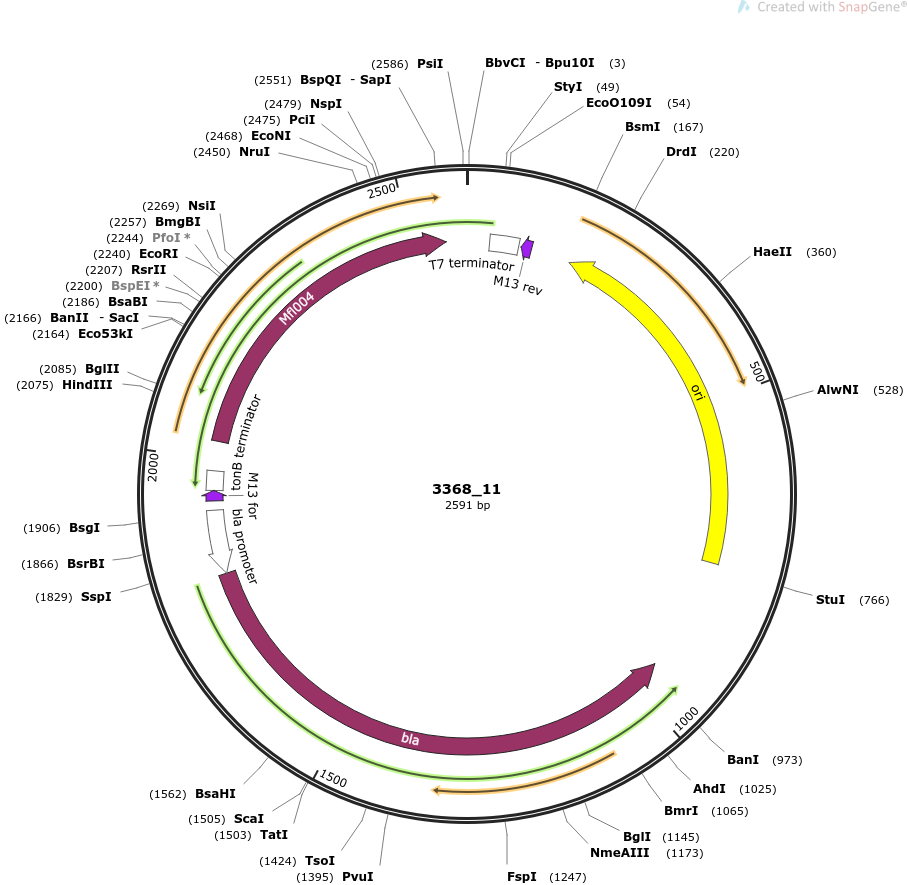 Created with SnapGene®
(2586) PsiI
BbvCI - Bpu10I (3)
(2551) BspQI - SapI
StyI (49)
(2479) NspI
EcoO109I (54)
(2475) PciI
BsmI (167)
(2468) EcoNI
DrdI (220)
(2450) NruI
2500
(2269) NsiI
(2257) BmgBI
(2244) PfoI *
HaeII (360)
(2240) EcoRI
(2207) RsrII
(2200) BspEI *
(2186) BsaBI
(2166) BanII - SacI
(2164) Eco53kI
T7 terminator
M13 rev
Mfl004
(2085) BglII
(2075) HindIII
500
AlwNI (528)
ori
tonB terminator
2000
M13 for
3368_11
2591 bp
(1906) BsgI
bla promoter
(1866) BsrBI
(1829) SspI
StuI (766)
1000
bla
BanI (973)
1500
AhdI (1025)
(1562) BsaHI
BmrI (1065)
(1505) ScaI
(1503) TatI
BglI (1145)
NmeAIII (1173)
(1424) TsoI
(1395) PvuI
FspI (1247)